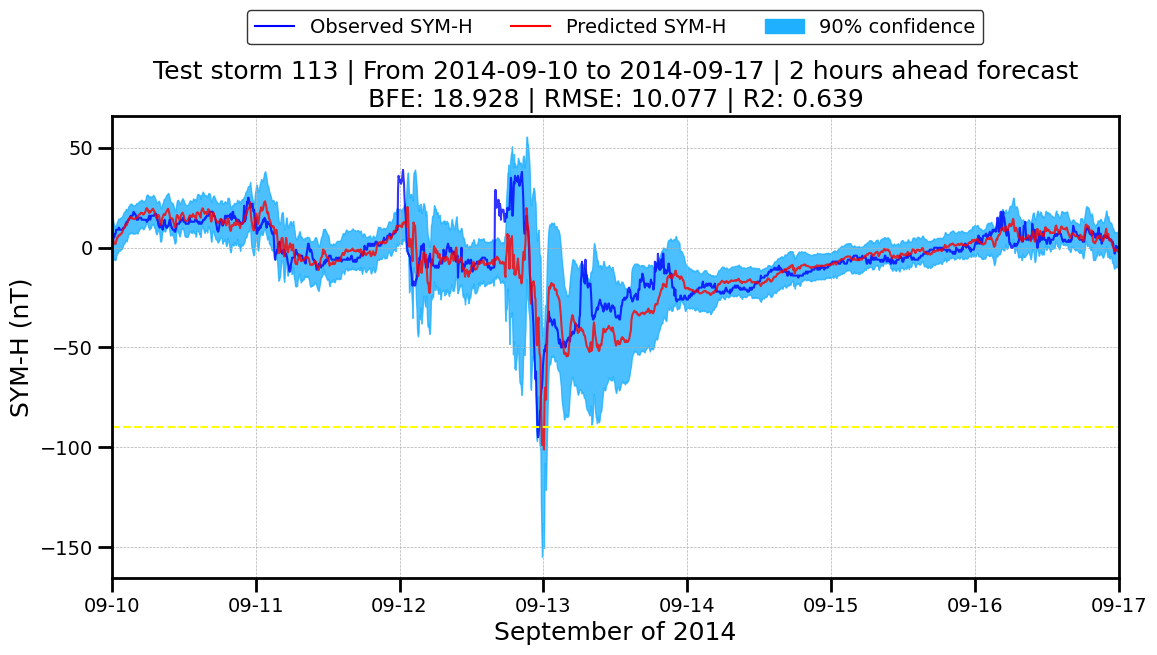 Observed SYM-H Predicted SYM-H 90% confidence
Test storm 113 | From 2014-09-10 to 2014-09-17 | 2 hours ahead forecast
BFE: 18.928 | RMSE: 10.077 | R2: 0.639
SYM-H (nT)
50
0
−50
−100
−150
09-10 09-11 09-12 09-13 09-14 09-15 09-16 09-17
September of 2014